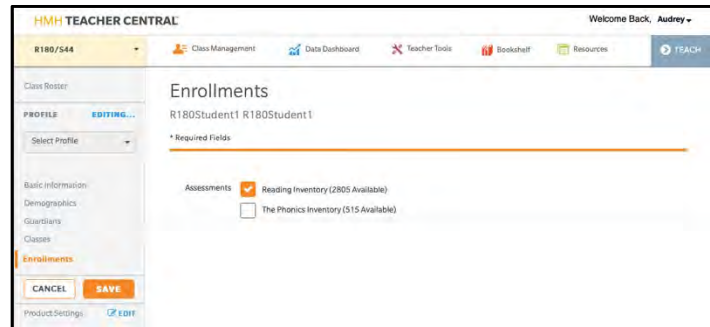 HMH TEACHER CENTRAL
Welcome Back, Audrey
R180/S44
Class Management
Data Dashboard
Teacher Tools
Bookshelf
Resources
TEACH
Class Roster
PROFILE EDITING...
Select Profile
Basic Information
Demographics
Guardians
Classes
Enrollments
CANCEL SAVE
Product Settings EDIT
Enrollments
R180Student1 R180Student1
* Required Fields
Assessments Reading Inventory (2805 Available)
The Phonics Inventory (515 Available)